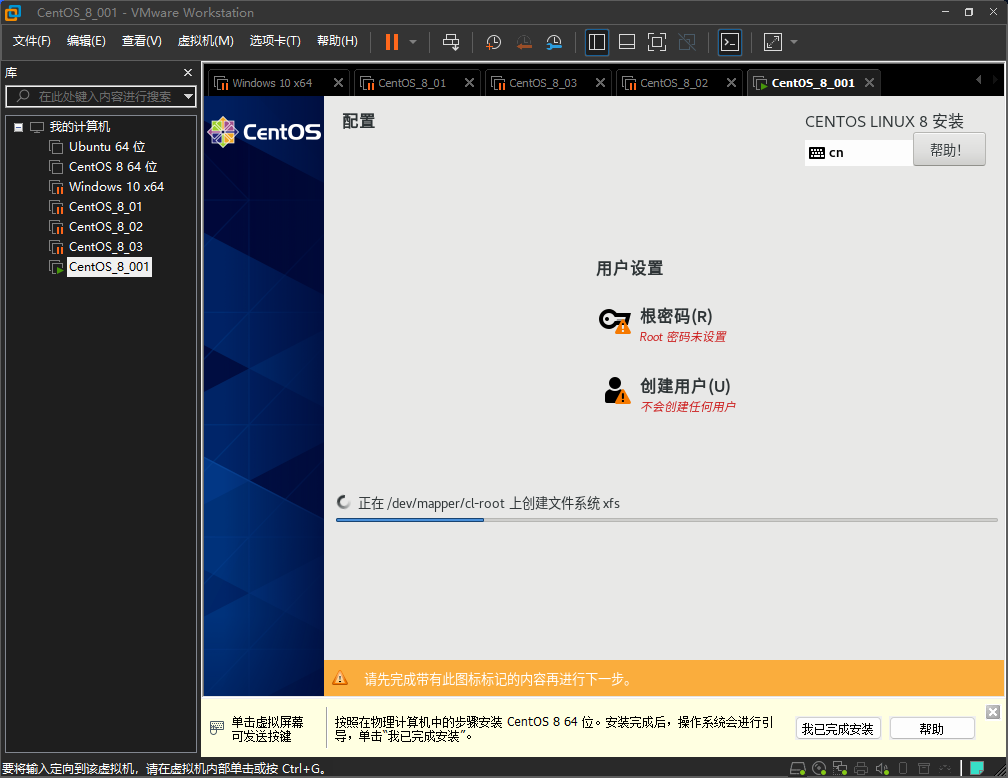 CentOS_8_001 - VMware Workstation
文件(F) 编辑(E) 查看(V) 虚拟机(M) 选项卡(T) 帮助(H)
库
在此处键入内容进行搜索
我的计算机
Ubuntu 64 位
CentOS 8 64 位
Windows 10 x64
CentOS_8_01
CentOS_8_02
CentOS_8_03
CentOS_8_001
Windows 10 x64 CentOS_8_01 CentOS_8_03 CentOS_8_02 CentOS_8_001
CentOS
配置
CENTOS LINUX 8 安装
cn
帮助！
用户设置
根密码(R)
Root 密码未设置
创建用户(U)
不会创建任何用户
正在 /dev/mapper/cl-root 上创建文件系统 xfs
请先完成带有此图标标记的内容再进行下一步。
单击虚拟屏幕
可发送按键
按照在物理计算机中的步骤安装 CentOS 8 64 位。安装完成后，操作系统会进行引
导，单击“我已完成安装”。
我已完成安装
帮助
要将输入定向到该虚拟机，请在虚拟机内部单击或按 Ctrl+G。